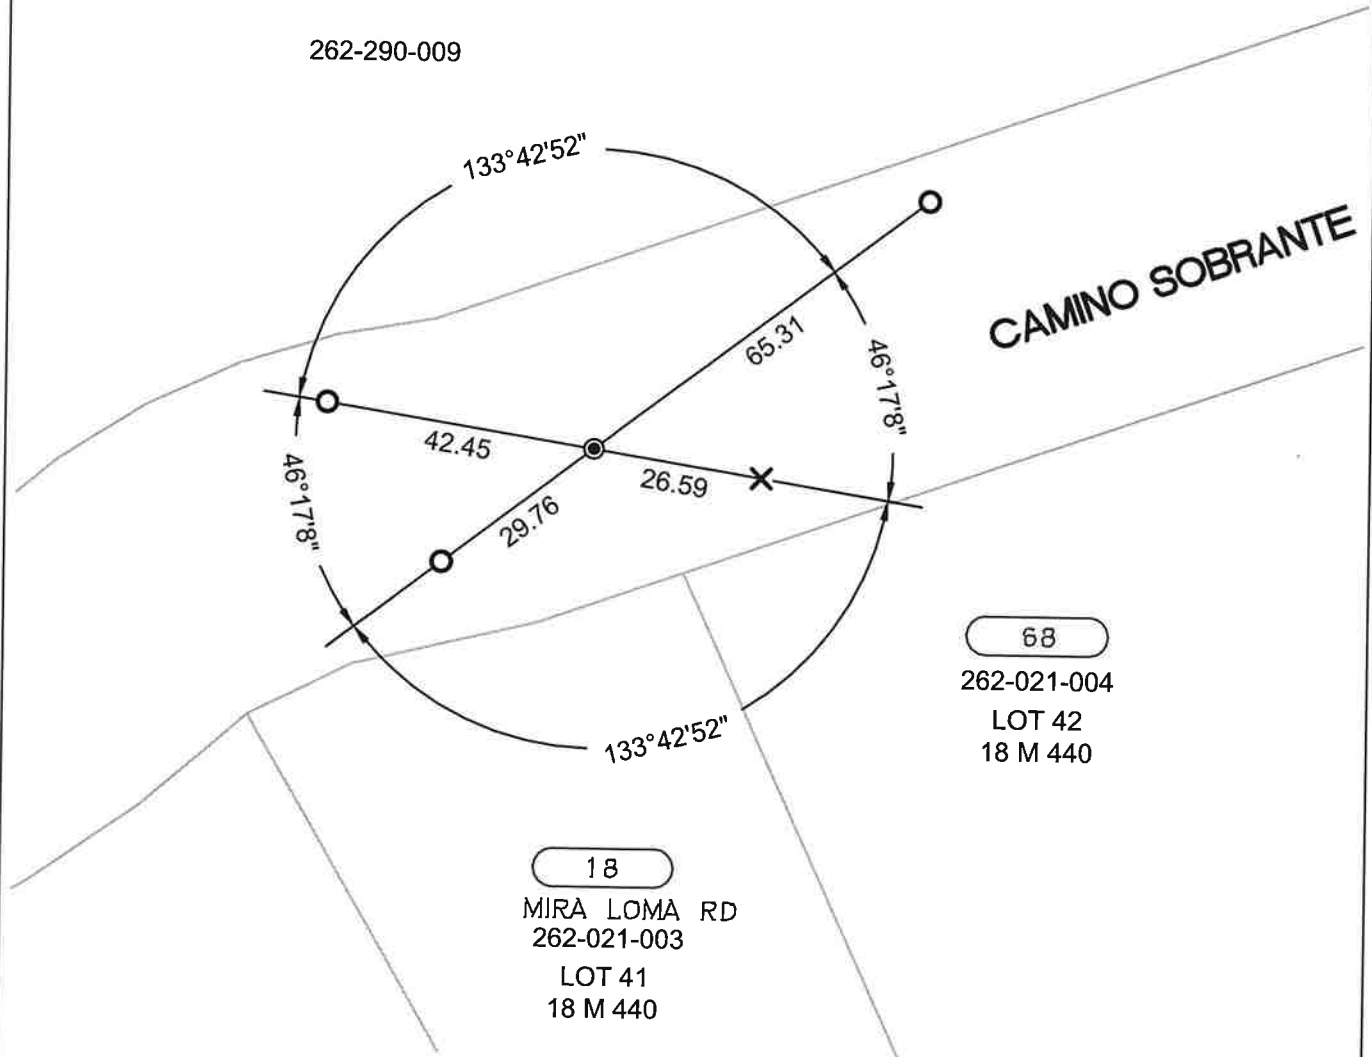 262-290-009
133°42'52"
CAMINO SOBRANTE
65.31
46°17'8"
42.45
26.59
46°17'8"
29.76
133°42'52"
68
262-021-004
LOT 42
18 M 440
18
MIRA LOMA RD
262-021-003
LOT 41
18 M 440